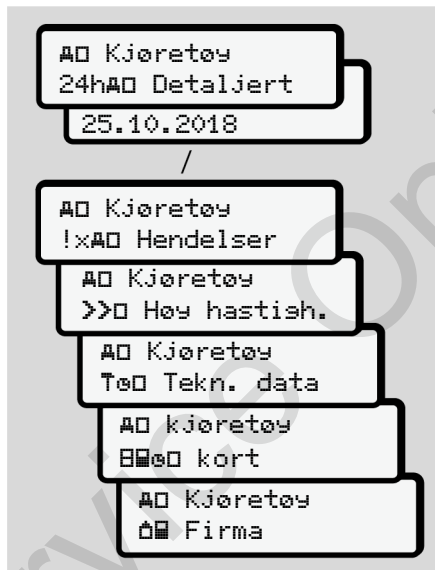 Kjøretøy
24h Detaljert
25.10.2018
/
Kjøretøy
!x Hendelser
Kjøretøy
>> Høy hastigh.
Kjøretøy
Tekn. data
kjøretøy
kort
Kjøretøy
Firma